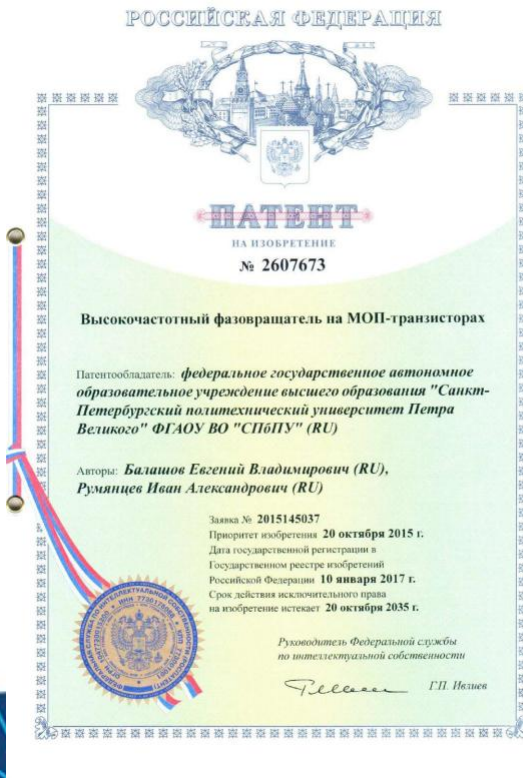 РОССИЙСКАЯ ФЕДЕРАЦИЯ
ПАТЕНТ
НА ИЗОБРЕТЕНИЕ
№ 2607673
Высокочастотный фазовращатель на МОП-транзисторах
Патентообладатель: федеральное государственное автономное
образовательное учреждение высшего образования "Санкт-
Петербургский политехнический университет Петра
Великого" ФГАОУ ВО "СПбПУ" (RU)
Авторы: Балашов Евгений Владимирович (RU),
Румянцев Иван Александрович (RU)
Заявка № 2015145037
Приоритет изобретения 20 октября 2015 г.
Дата государственной регистрации в
Государственном реестре изобретений
Российской Федерации 10 января 2017 г.
Срок действия исключительного права
на изобретение истекает 20 октября 2035 г.
Руководитель Федеральной службы
по интеллектуальной собственности
Г.П. Ивлиев